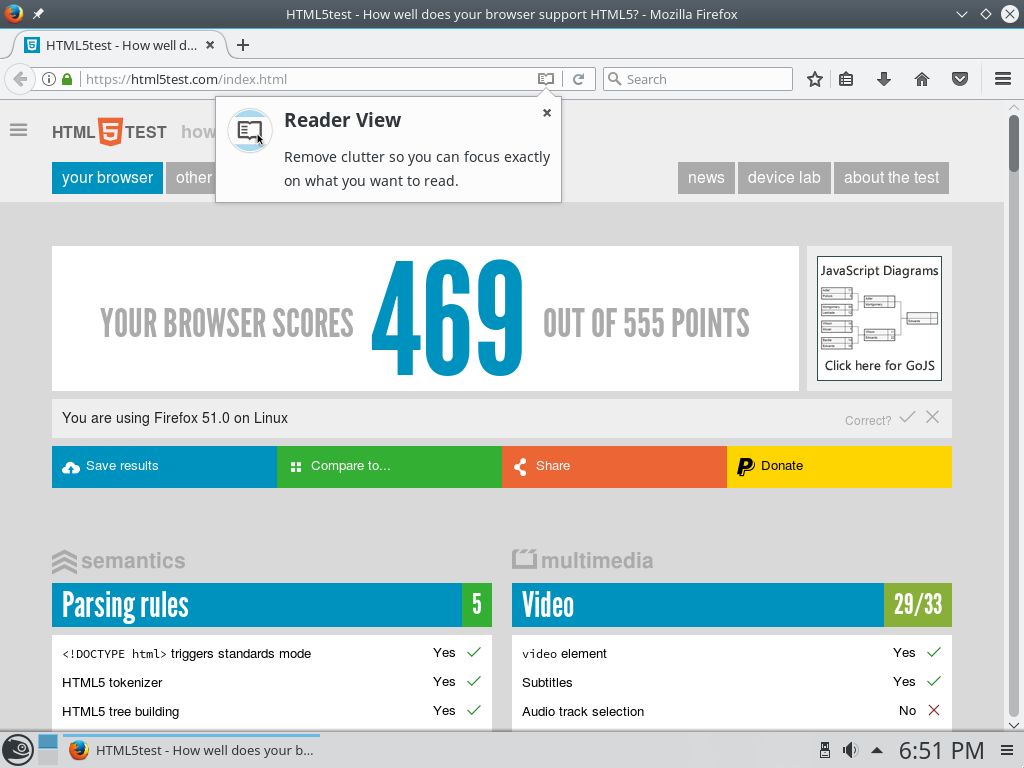 HTML5test - How well does your browser support HTML5? - Mozilla Firefox
HTML5test - How well d...
https://html5test.com/index.html
Search
Reader View
Remove clutter so you can focus exactly
on what you want to read.
HTML 5 TEST how
your browser other news device lab about the test
YOUR BROWSER SCORES 469 OUT OF 555 POINTS
JavaScript Diagrams
Click here for GoJS
You are using Firefox 51.0 on Linux Correct?
Save results Compare to... Share Donate
semantics
Parsing rules 5
<!DOCTYPE html> triggers standards mode Yes
HTML5 tokenizer Yes
HTML5 tree building Yes
multimedia
Video 29/33
video element Yes
Subtitles Yes
Audio track selection No
HTML5test - How well does your b...
6:51 PM